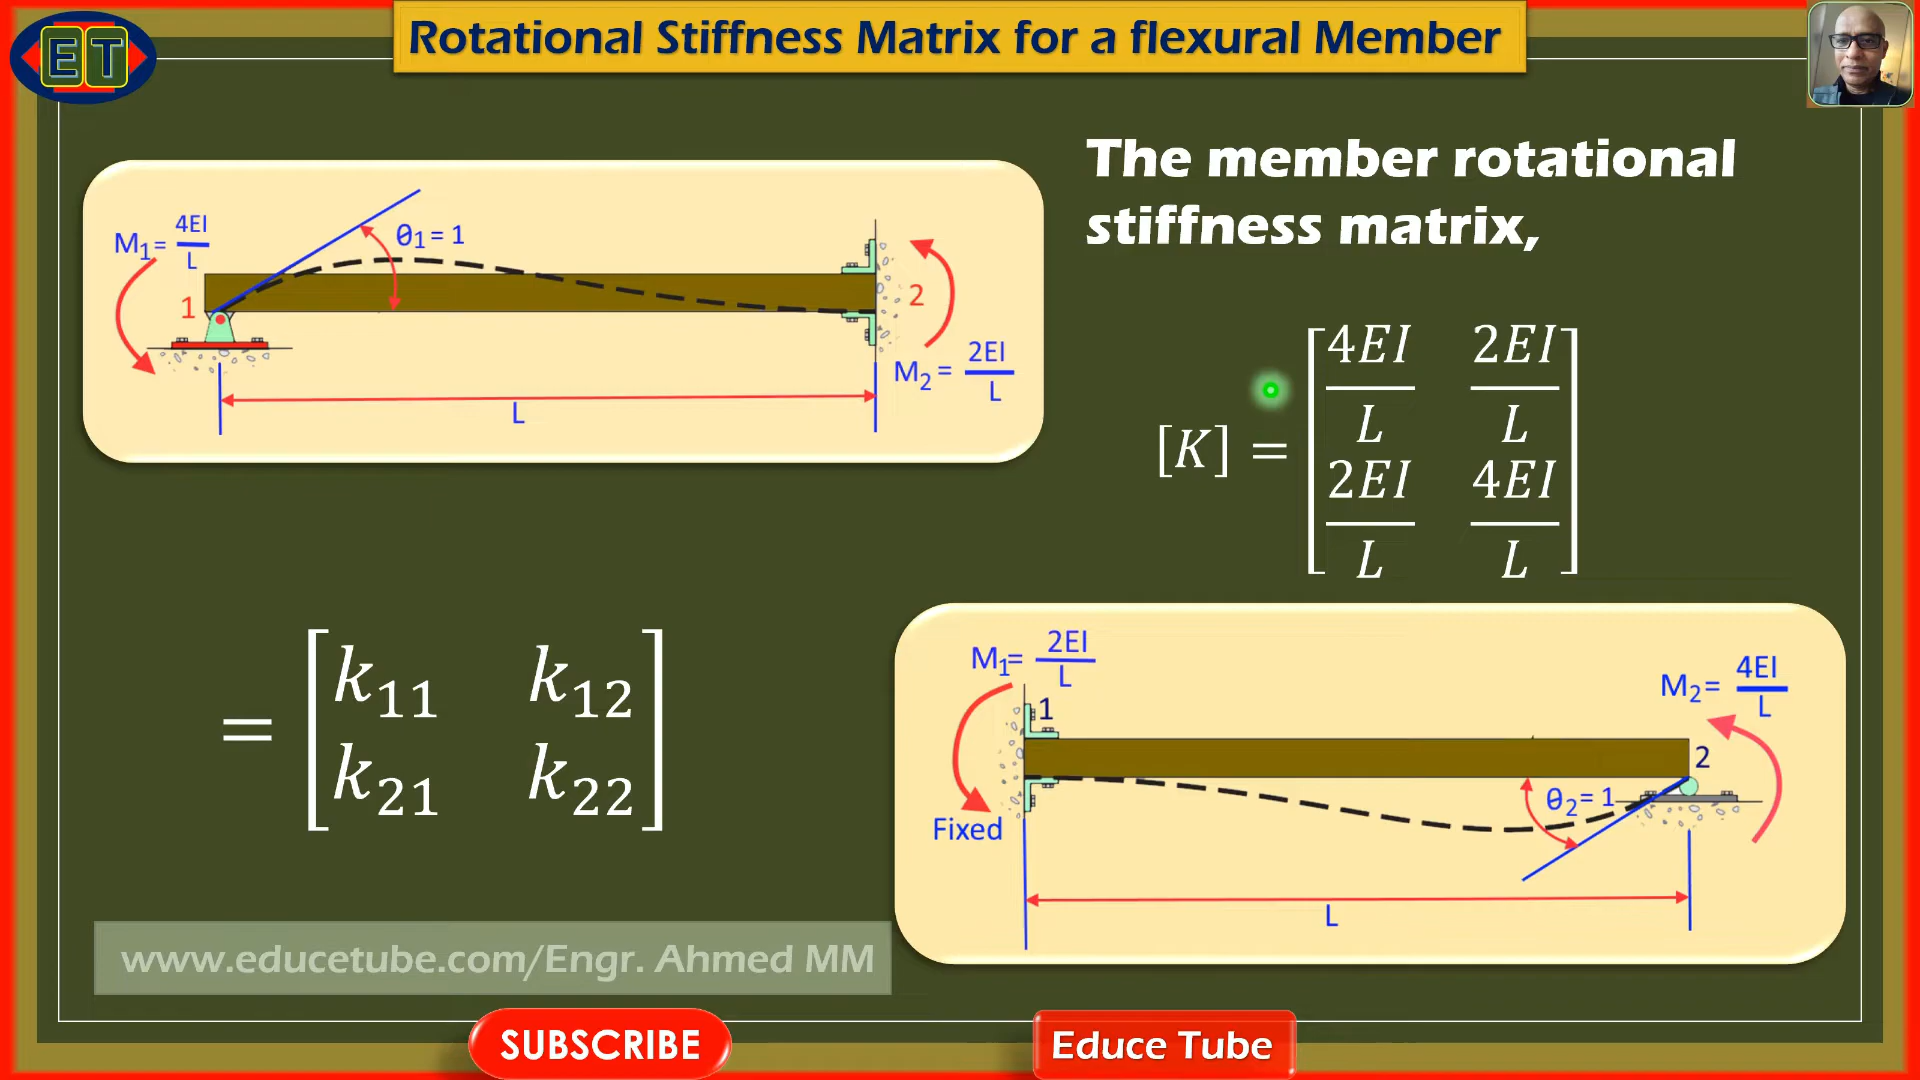 ET
Rotational Stiffness Matrix for a flexural Member
The member rotational
stiffness matrix,
M1= 4EI/L
θ1= 1
1
2
M2 = 2EI/L
L
[K] = [4EI/L 2EI/L
2EI/L 4EI/L]
= [k11 k12
k21 k22]
M1= 2EI/L
1
Fixed
M2= 4EI/L
2
θ2= 1
L
www.educetube.com/Engr. Ahmed MM
SUBSCRIBE
Educe Tube